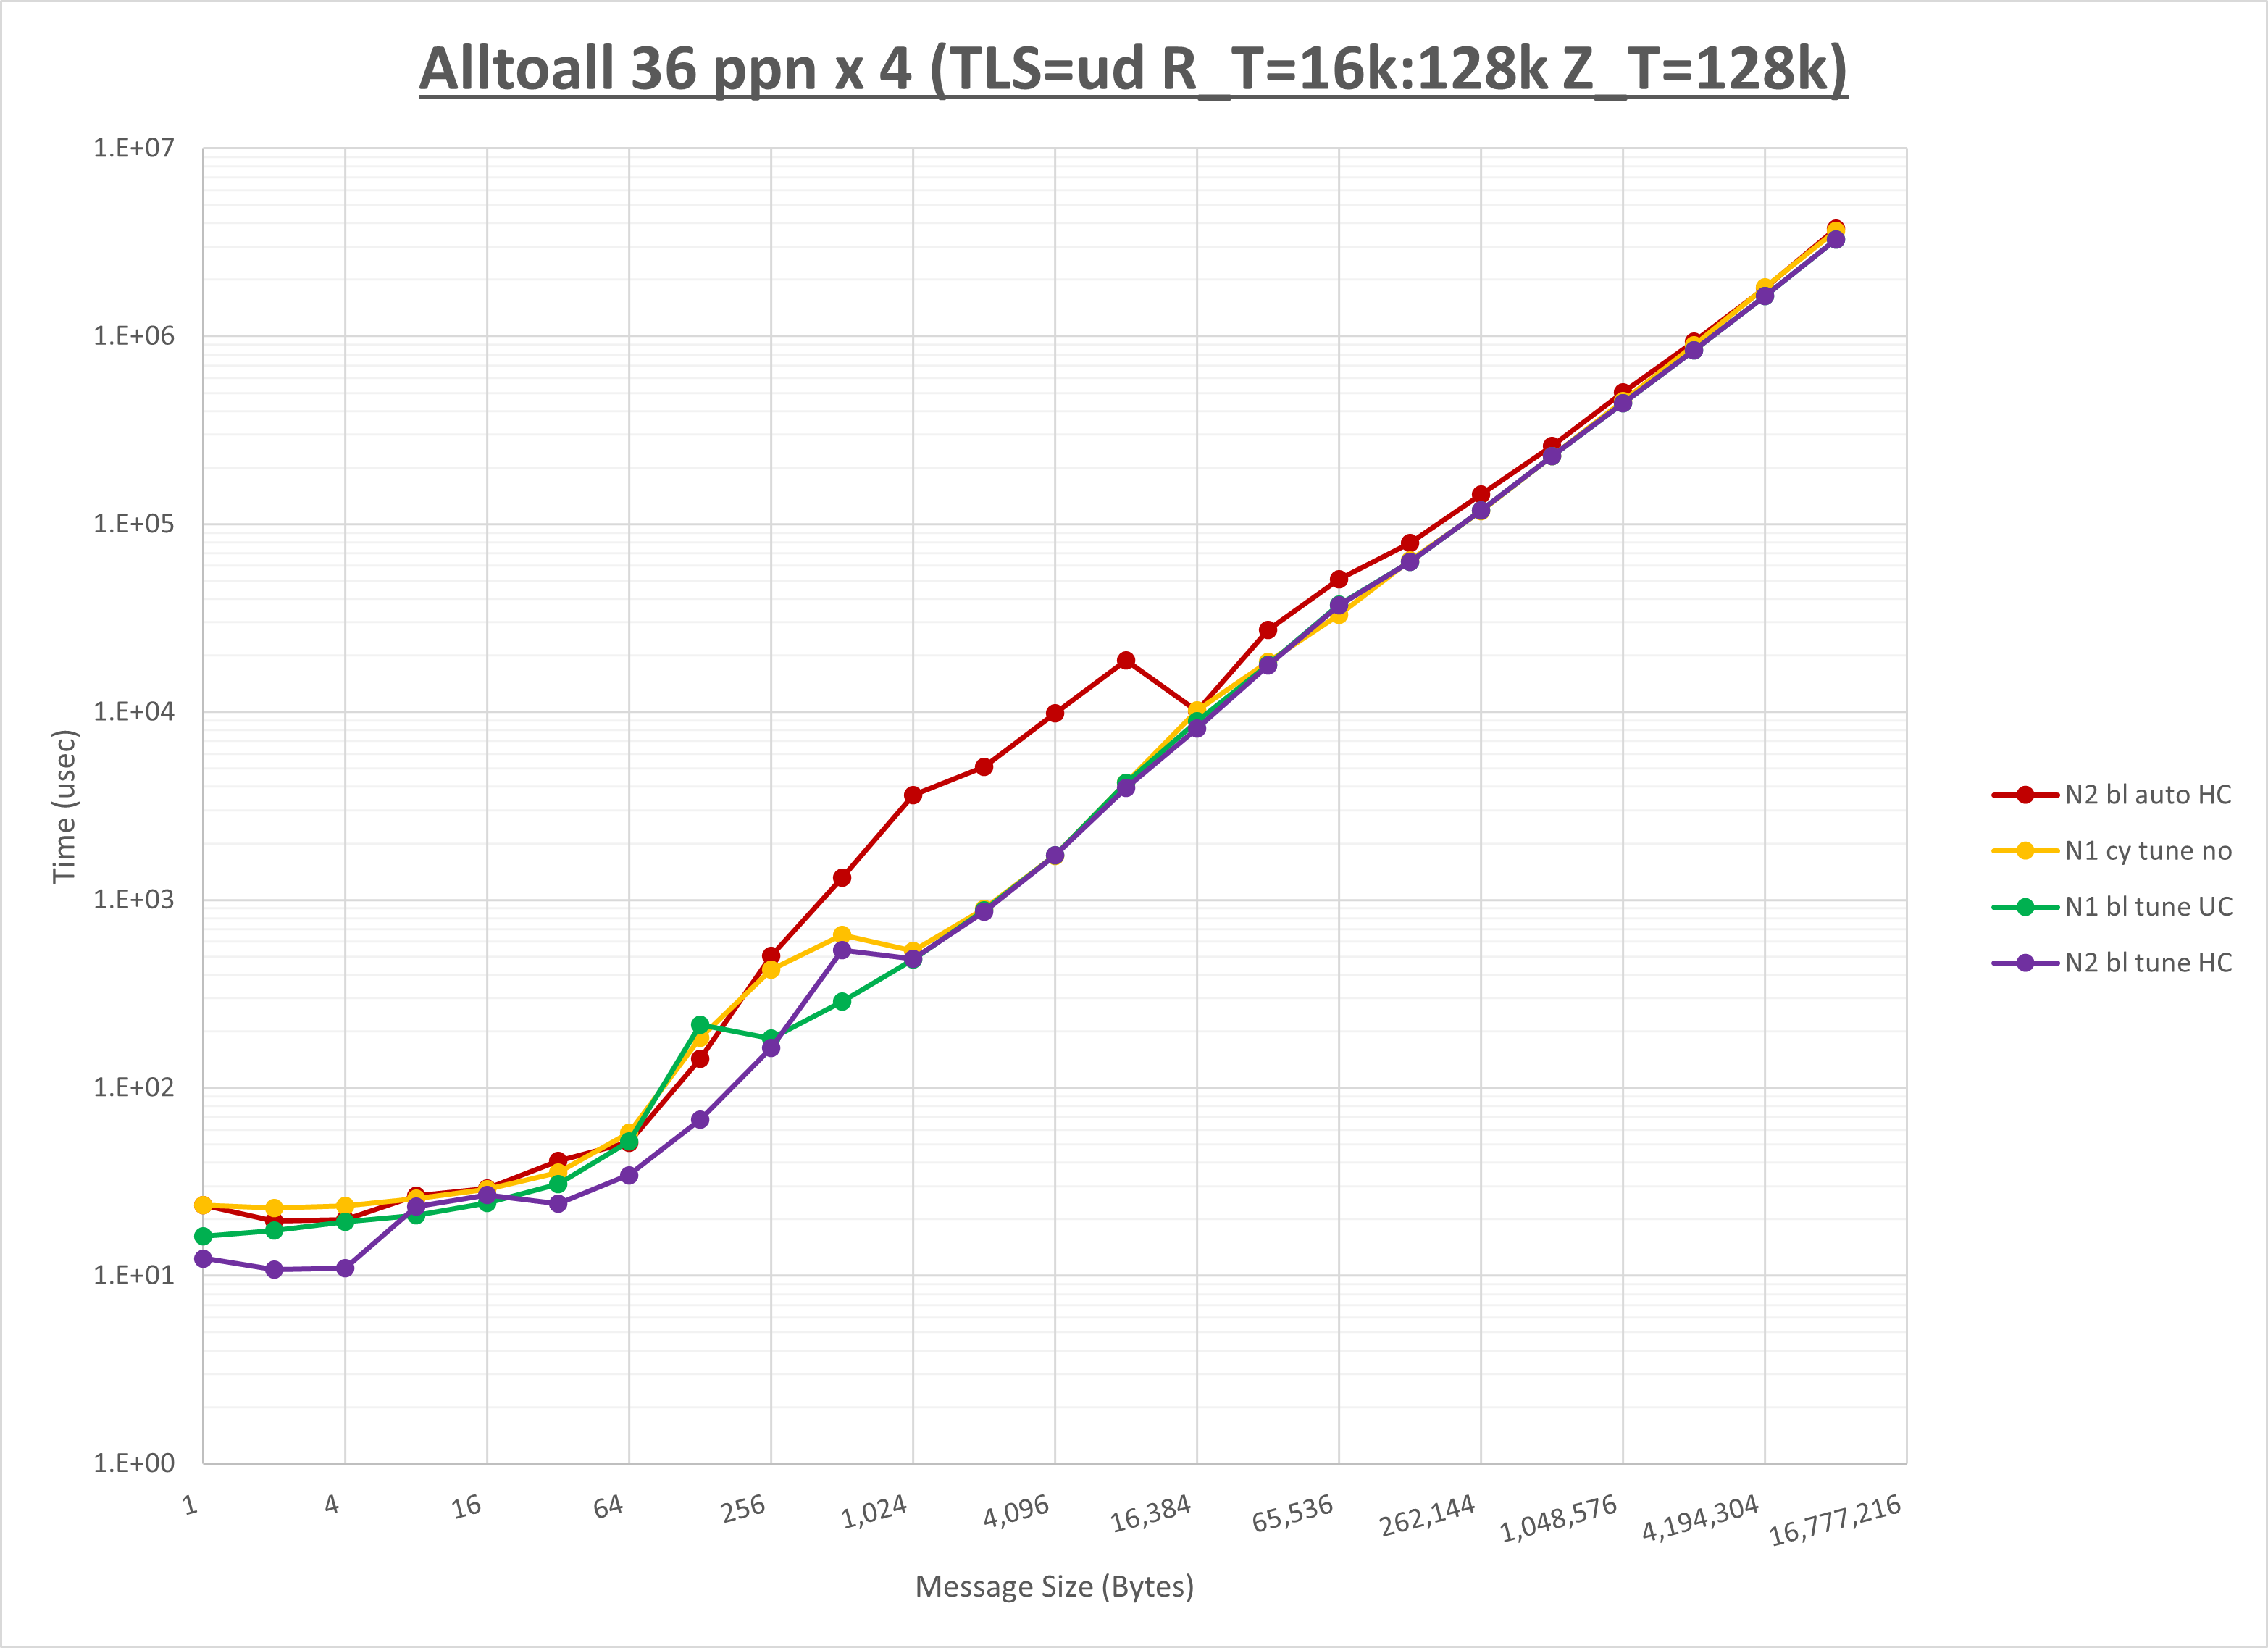 Alltoall 36 ppn x 4 (TLS=ud R_T=16k:128k Z_T=128k)
1.E+07
1.E+06
1.E+05
1.E+04
1.E+03
1.E+02
1.E+01
1.E+00
Time (usec)
1 4 16 64 256 1,024 4,096 16,384 65,536 262,144 1,048,576 4,194,304 16,777,216
Message Size (Bytes)
N2 bl auto HC
N1 cy tune no
N1 bl tune UC
N2 bl tune HC